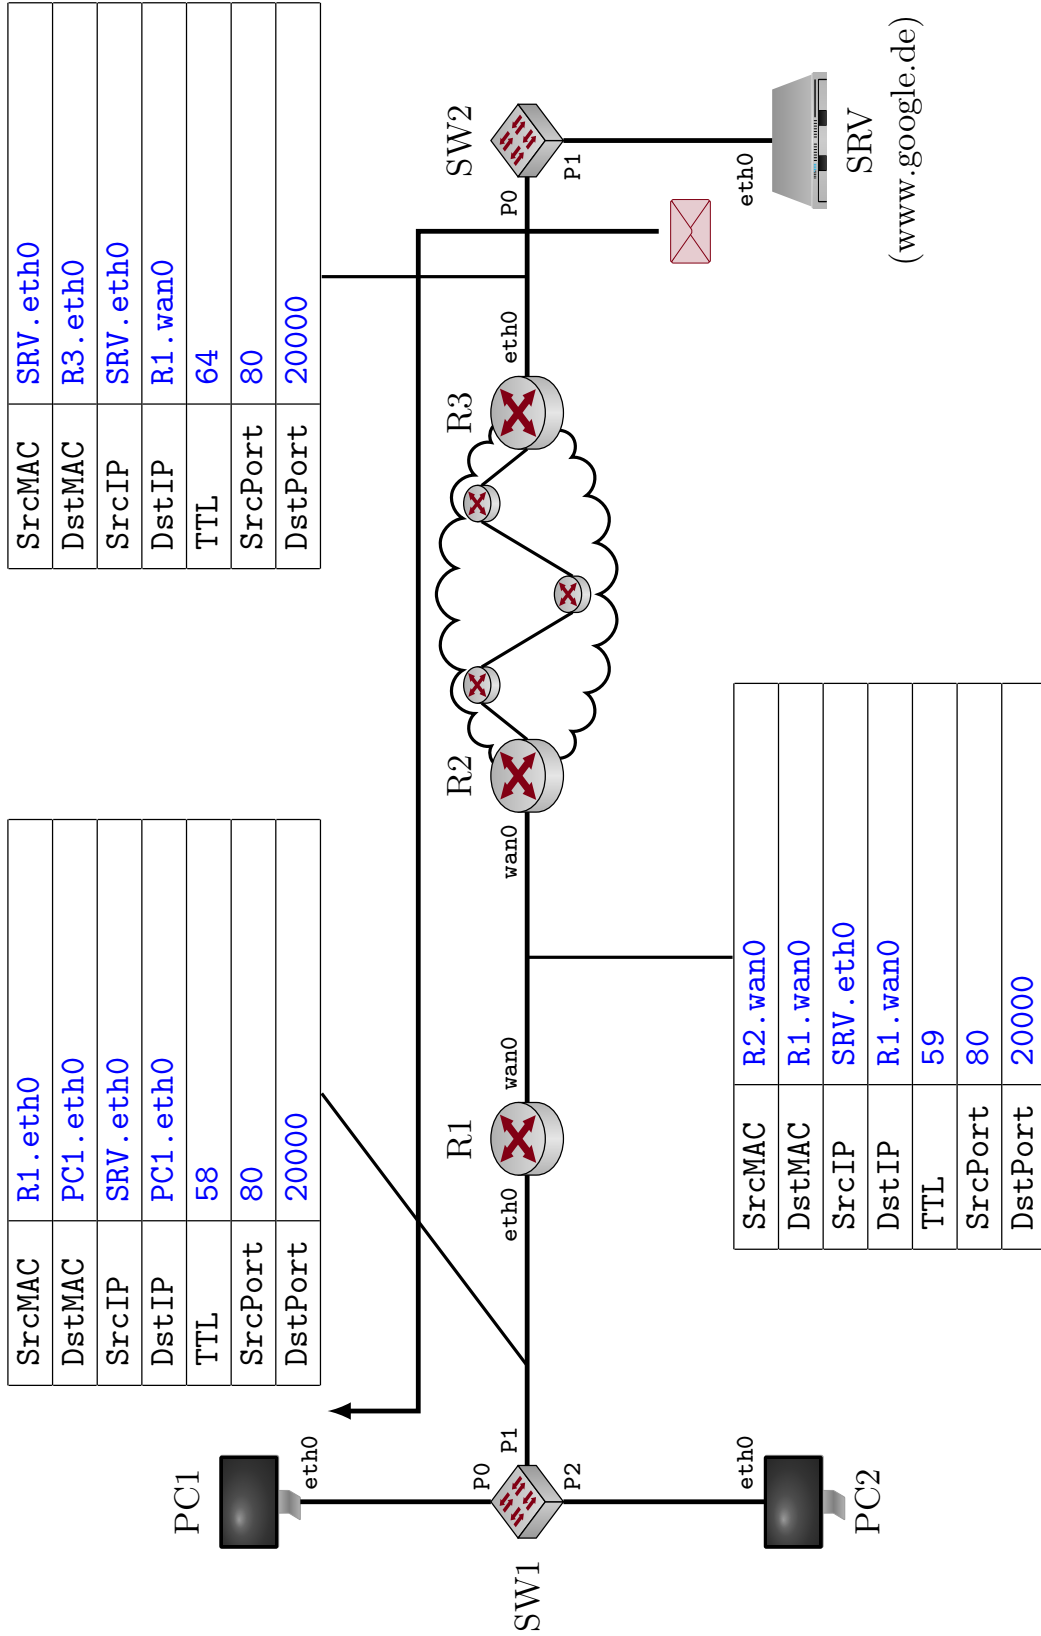 SrcMAC R1.eth0
DstMAC PC1.eth0
SrcIP SRV.eth0
DstIP PC1.eth0
TTL 58
SrcPort 80
DstPort 20000
SrcMAC SRV.eth0
DstMAC R3.eth0
SrcIP SRV.eth0
DstIP R1.wan0
TTL 64
SrcPort 80
DstPort 20000
PC1
eth0
P0
SW1
P1
P2
eth0
PC2
eth0
R1
wan0
wan0
R2
R3
eth0
P0
SW2
P1
eth0
SRV
(www.google.de)
SrcMAC R2.wan0
DstMAC R1.wan0
SrcIP SRV.eth0
DstIP R1.wan0
TTL 59
SrcPort 80
DstPort 20000